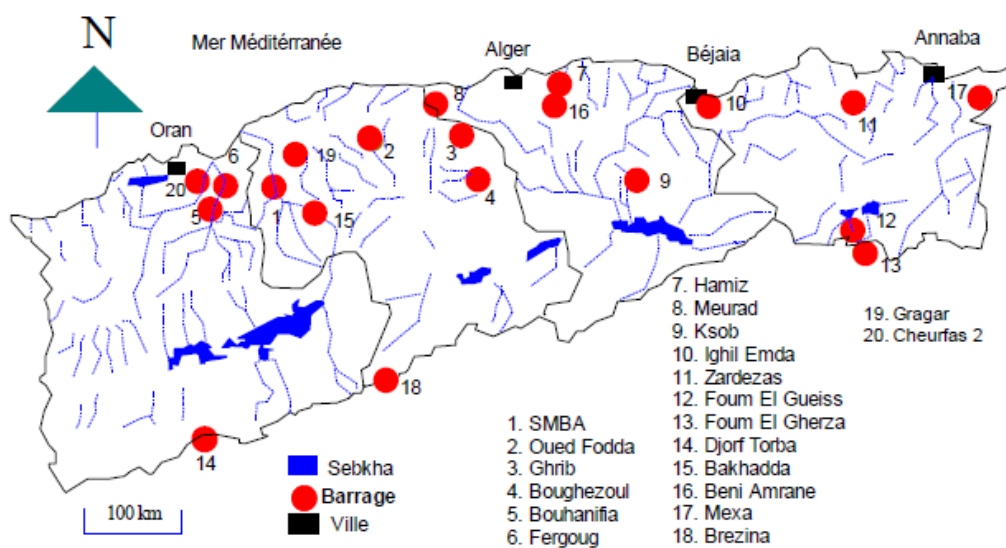 N
Mer Méditérranée
Alger
Béjaia
Annaba
Oran
7
8
16
10
11
17
6
19
2
3
20
4
9
5
1
15
12
13
18
14
7. Hamiz
8. Meurad
9. Ksob
10. Ighil Emda
11. Zardezas
12. Foum El Gueiss
13. Foum El Gherza
14. Djorf Torba
15. Bakhadda
16. Beni Amrane
17. Mexa
18. Brezina
19. Gragar
20. Cheurfas 2
1. SMBA
2. Oued Fodda
3. Ghrib
4. Boughezoul
5. Bouhanifia
6. Fergoug
Sebkha
Barrage
Ville
100 km